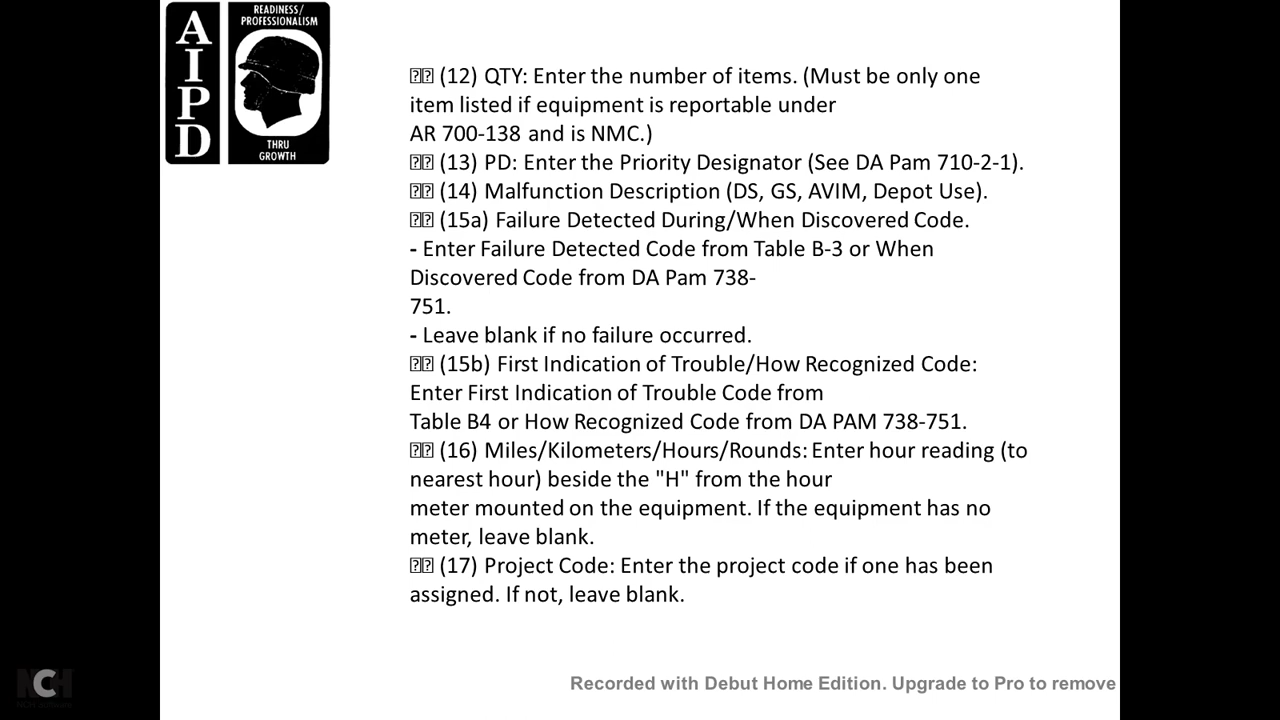 READINESS/
PROFESSIONALISM
A
I
P
D
THRU
GROWTH
(12) QTY: Enter the number of items. (Must be only one
item listed if equipment is reportable under
AR 700-138 and is NMC.)
(13) PD: Enter the Priority Designator (See DA Pam 710-2-1).
(14) Malfunction Description (DS, GS, AVIM, Depot Use).
(15a) Failure Detected During/When Discovered Code.
- Enter Failure Detected Code from Table B-3 or When
Discovered Code from DA Pam 738-
751.
- Leave blank if no failure occurred.
(15b) First Indication of Trouble/How Recognized Code:
Enter First Indication of Trouble Code from
Table B4 or How Recognized Code from DA PAM 738-751.
(16) Miles/Kilometers/Hours/Rounds: Enter hour reading (to
nearest hour) beside the "H" from the hour
meter mounted on the equipment. If the equipment has no
meter, leave blank.
(17) Project Code: Enter the project code if one has been
assigned. If not, leave blank.
NCH
Recorded with Debut Home Edition. Upgrade to Pro to remove